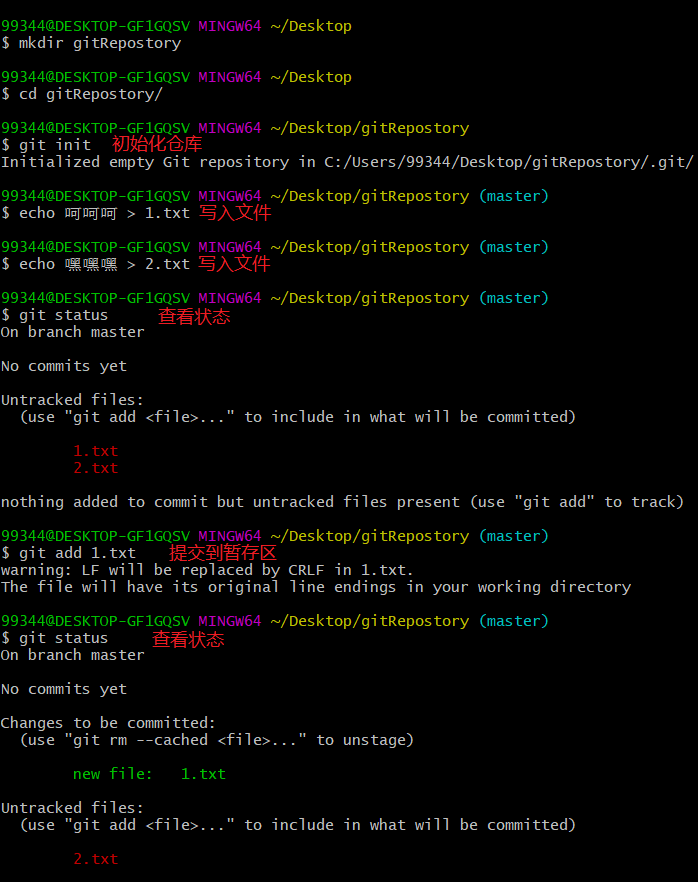 99344@DESKTOP-GF1GQSV MINGW64 ~/Desktop
$ mkdir gitRepostory
99344@DESKTOP-GF1GQSV MINGW64 ~/Desktop
$ cd gitRepostory/
99344@DESKTOP-GF1GQSV MINGW64 ~/Desktop/gitRepostory
$ git init 初始化仓库
Initialized empty Git repository in C:/Users/99344/Desktop/gitRepostory/.git/
99344@DESKTOP-GF1GQSV MINGW64 ~/Desktop/gitRepostory (master)
$ echo 呵呵呵 > 1.txt 写入文件
99344@DESKTOP-GF1GQSV MINGW64 ~/Desktop/gitRepostory (master)
$ echo 嘿嘿嘿 > 2.txt 写入文件
99344@DESKTOP-GF1GQSV MINGW64 ~/Desktop/gitRepostory (master)
$ git status 查看状态
On branch master
No commits yet
Untracked files:
(use "git add <file>..." to include in what will be committed)
1.txt
2.txt
nothing added to commit but untracked files present (use "git add" to track)
99344@DESKTOP-GF1GQSV MINGW64 ~/Desktop/gitRepostory (master)
$ git add 1.txt 提交到暂存区
warning: LF will be replaced by CRLF in 1.txt.
The file will have its original line endings in your working directory
99344@DESKTOP-GF1GQSV MINGW64 ~/Desktop/gitRepostory (master)
$ git status 查看状态
On branch master
No commits yet
Changes to be committed:
(use "git rm --cached <file>..." to unstage)
new file: 1.txt
Untracked files:
(use "git add <file>..." to include in what will be committed)
2.txt